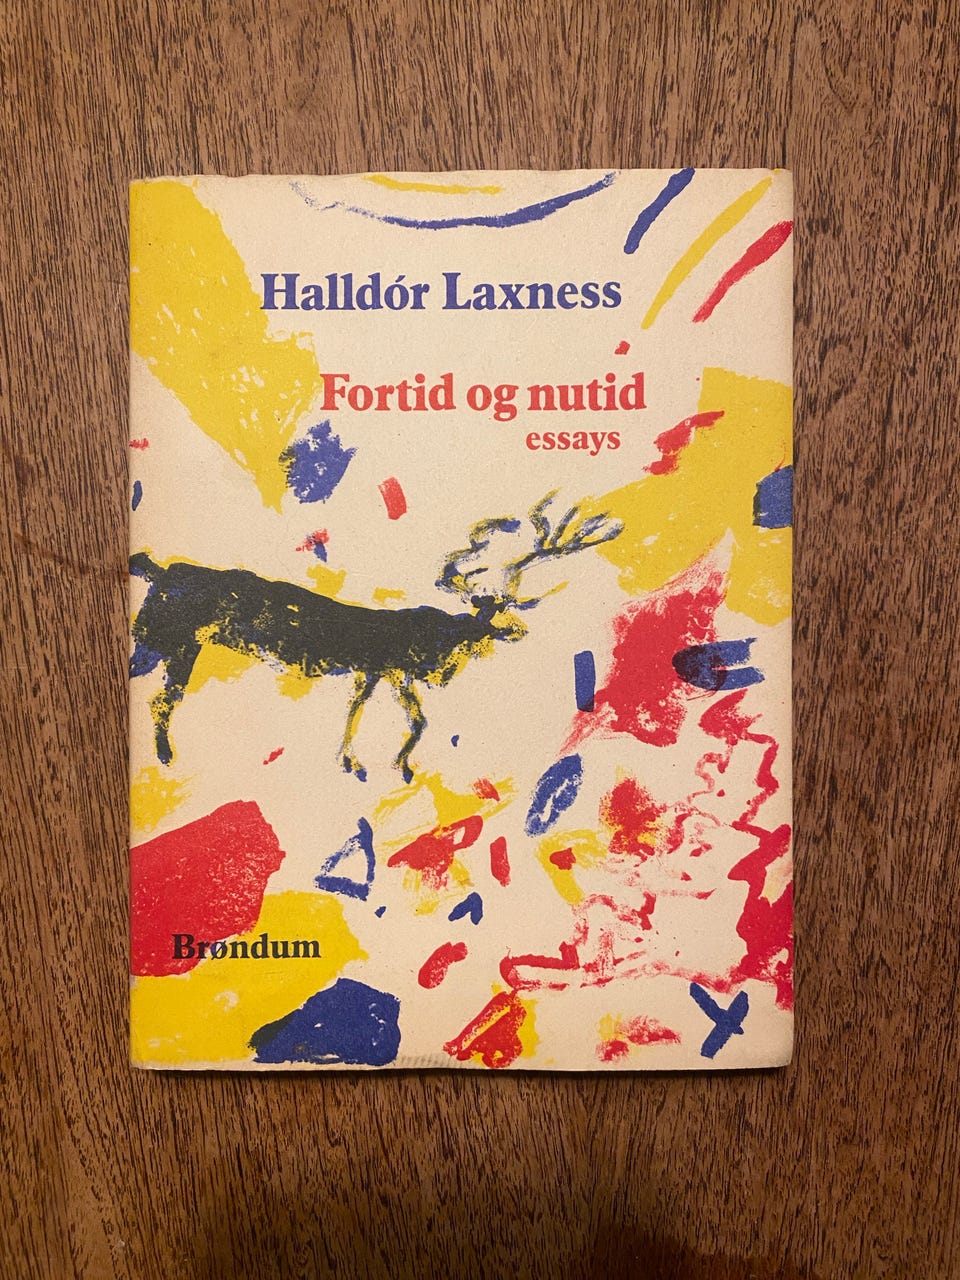 Halldór Laxness
Fortid og nutid
essays
Brøndum